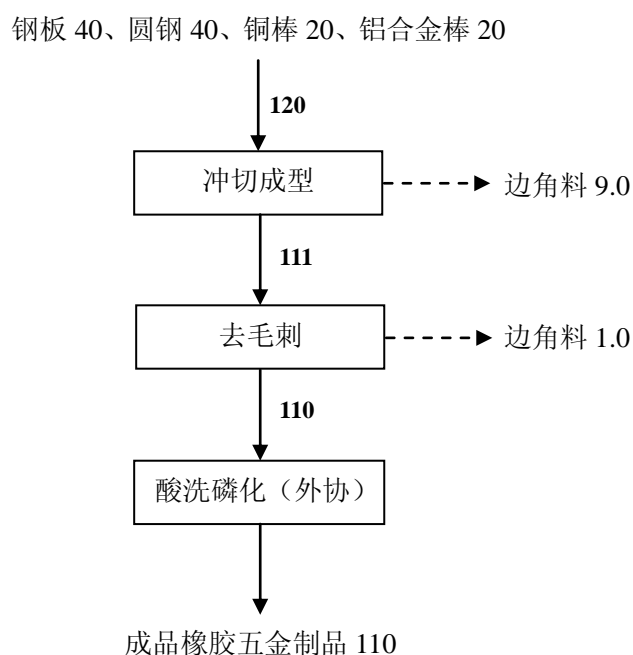 钢板 40、圆钢 40、铜棒 20、铝合金棒 20
120
冲切成型
边角料 9.0
111
去毛刺
边角料 1.0
110
酸洗磷化（外协）
成品橡胶五金制品 110